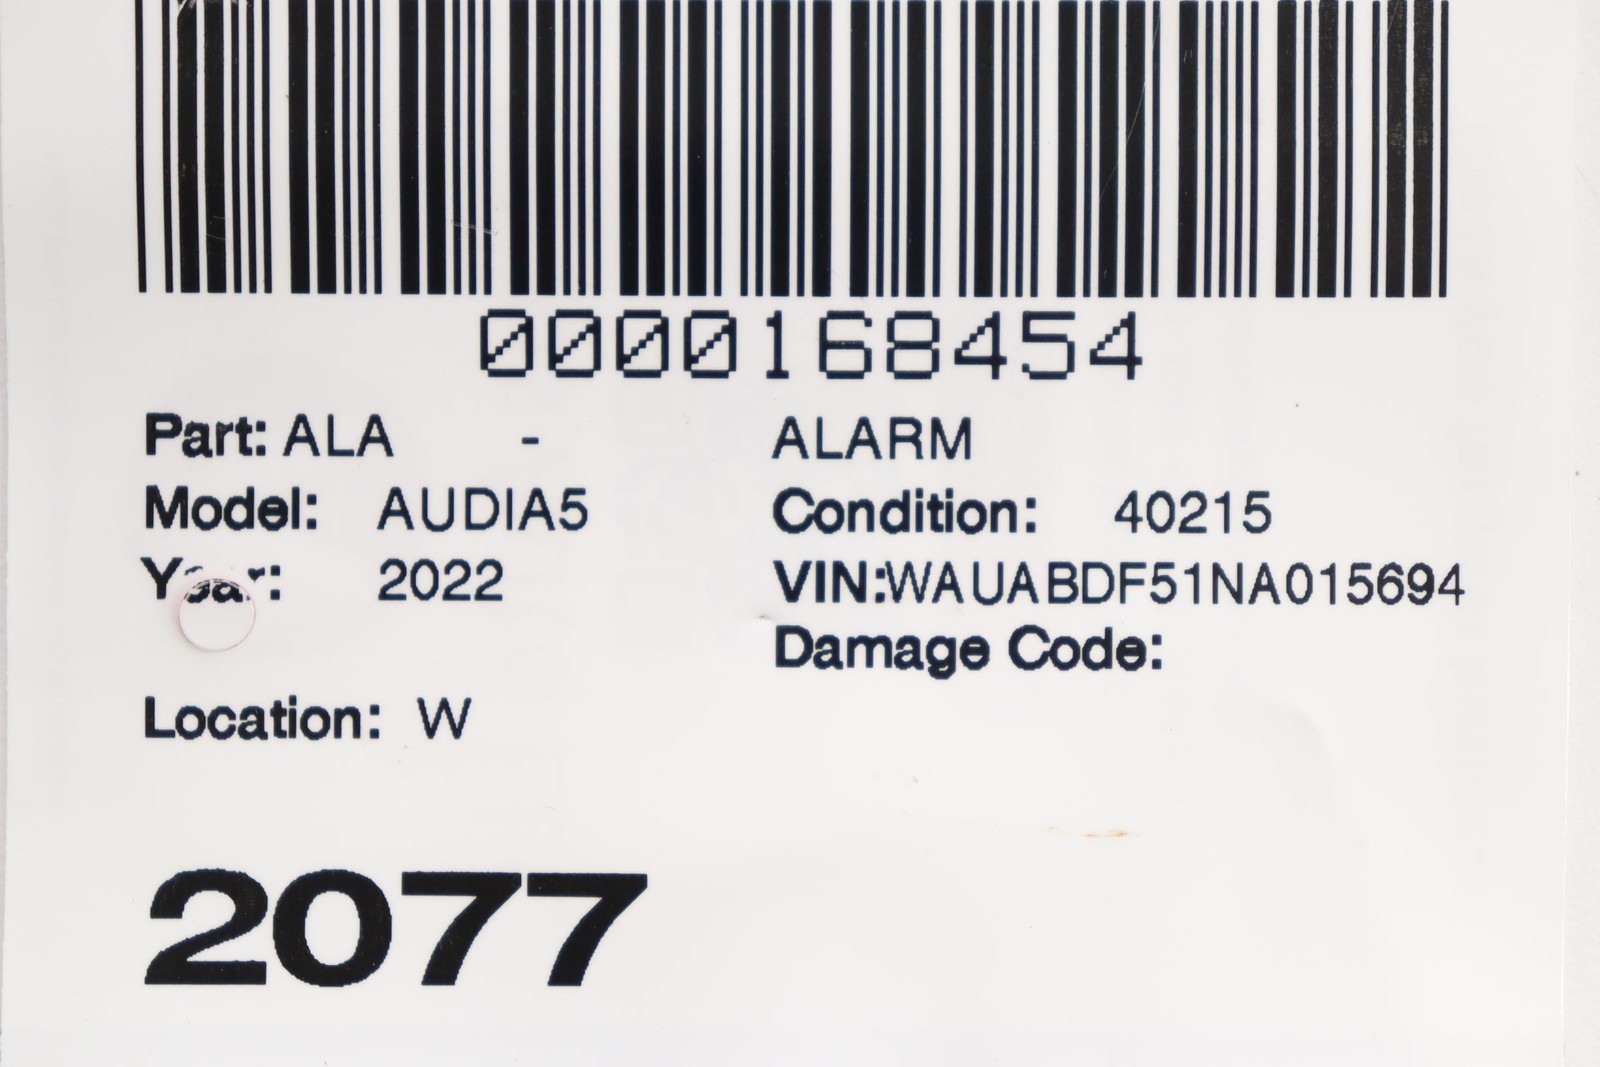 0000168454
Part: ALA - ALARM
Model: AUDIA5 Condition: 40215
Year: 2022 VIN:WAUABDF51NA015694
Damage Code:
Location: W
2077